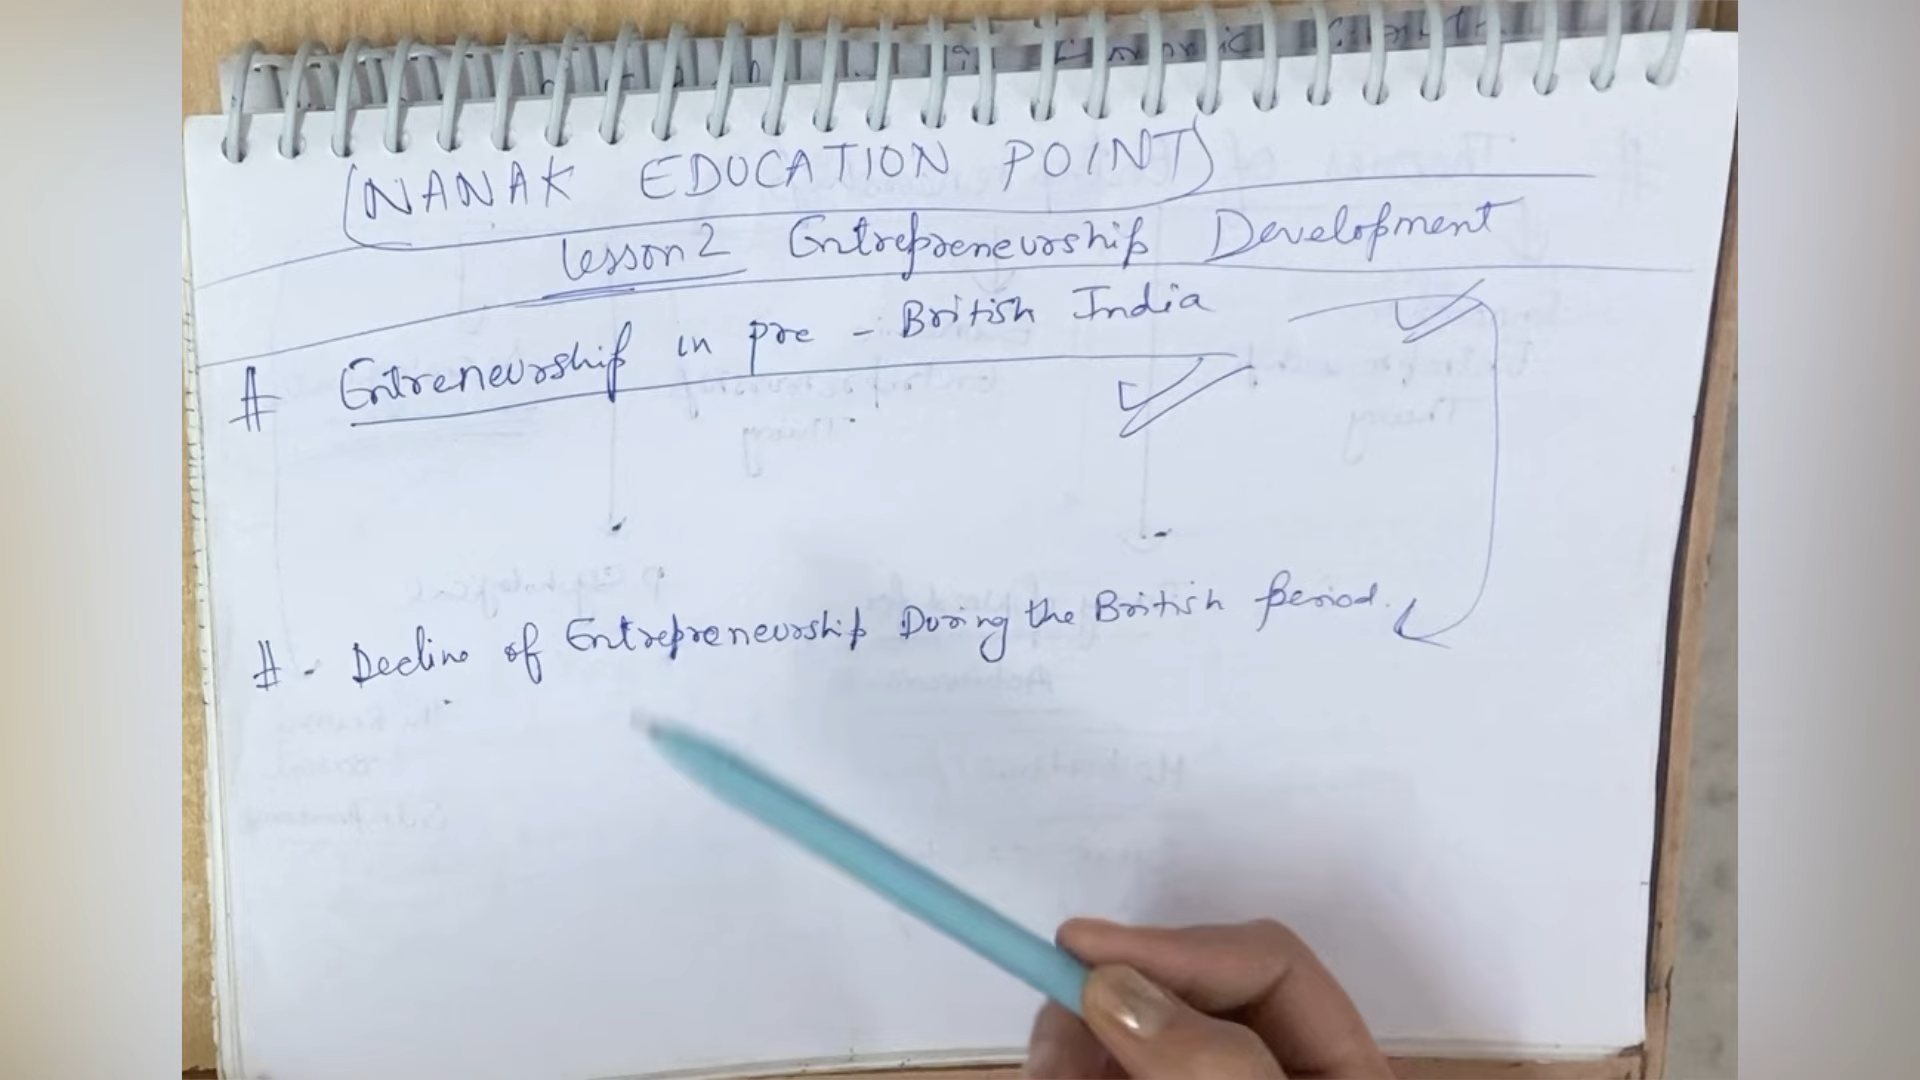 (NANAK EDUCATION POINT)
Lesson 2 Entrepreneurship Development
# Entreneurship in pre - British India
# - Decline of Entrepreneurship During the British period.